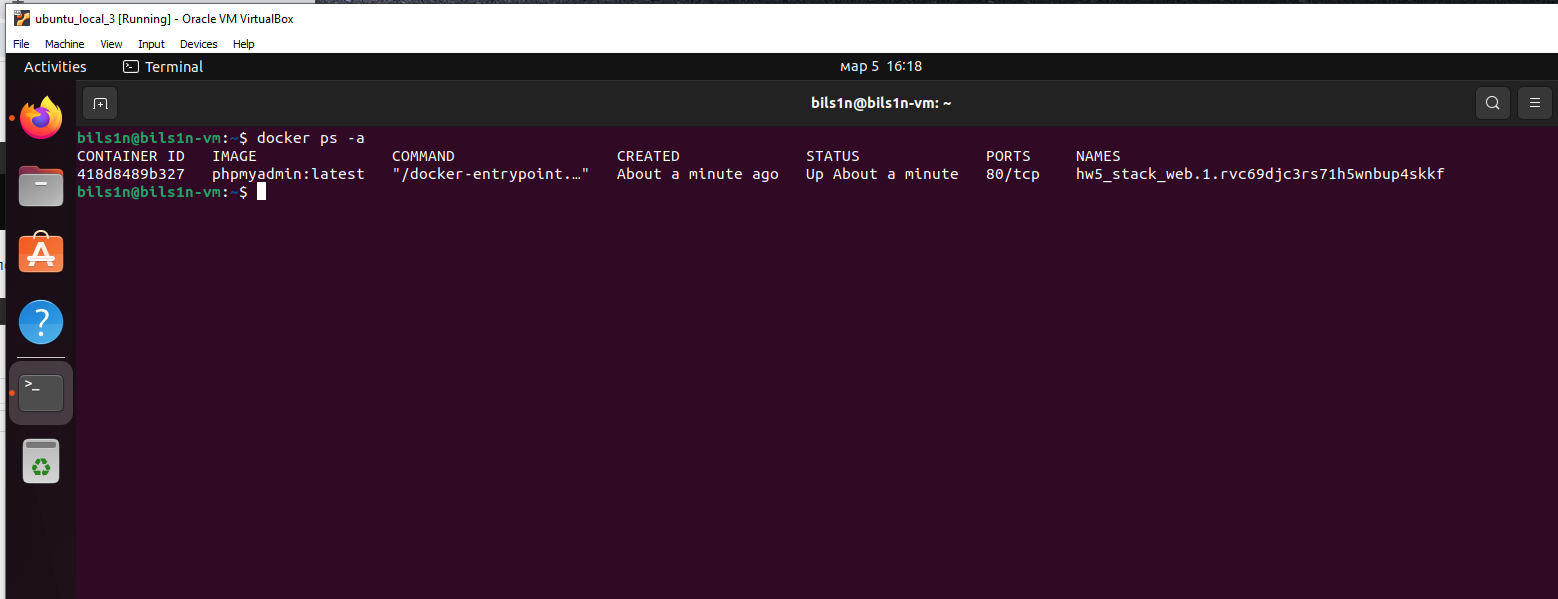 ubuntu_local_3 [Running] - Oracle VM VirtualBox
File Machine View Input Devices Help
Activities Terminal мар 5 16:18
bils1n@bils1n-vm: ~
bils1n@bils1n-vm:~$ docker ps -a
CONTAINER ID IMAGE COMMAND CREATED STATUS PORTS NAMES
418d8489b327 phpmyadmin:latest "/docker-entrypoint.…" About a minute ago Up About a minute 80/tcp hw5_stack_web.1.rvc69djc3rs71h5wnbup4skkf
bils1n@bils1n-vm:~$